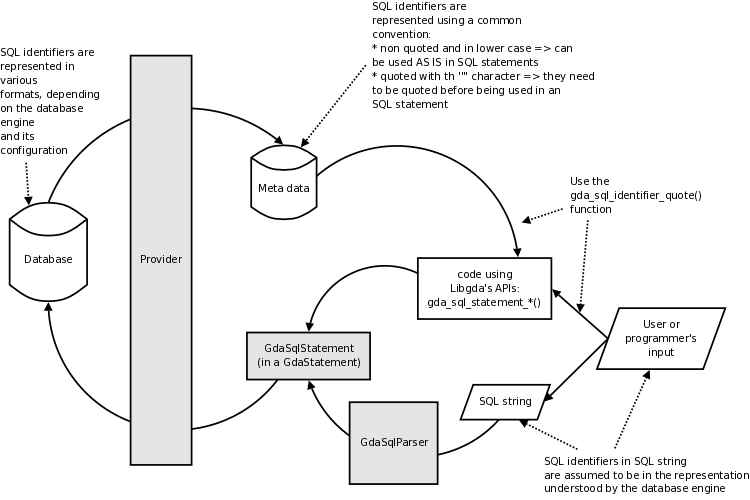 SQL identifiers are
represented using a common
convention:
* non quoted and in lower case => can
be used AS IS in SQL statements
* quoted with th '"' character => they need
to be quoted before being used in an
SQL statement
SQL identifiers are
represented in
various
formats, depending
on the database
engine
and its
configuration
Meta data
Use the
gda_sql_identifier_quote()
function
Database
Provider
code using
Libgda's APIs:
gda_sql_statement_*()
User or
programmer's
input
GdaSqlStatement
(in a GdaStatement)
SQL string
GdaSqlParser
SQL identifiers in SQL string
are assumed to be in the representation
understood by the database engine